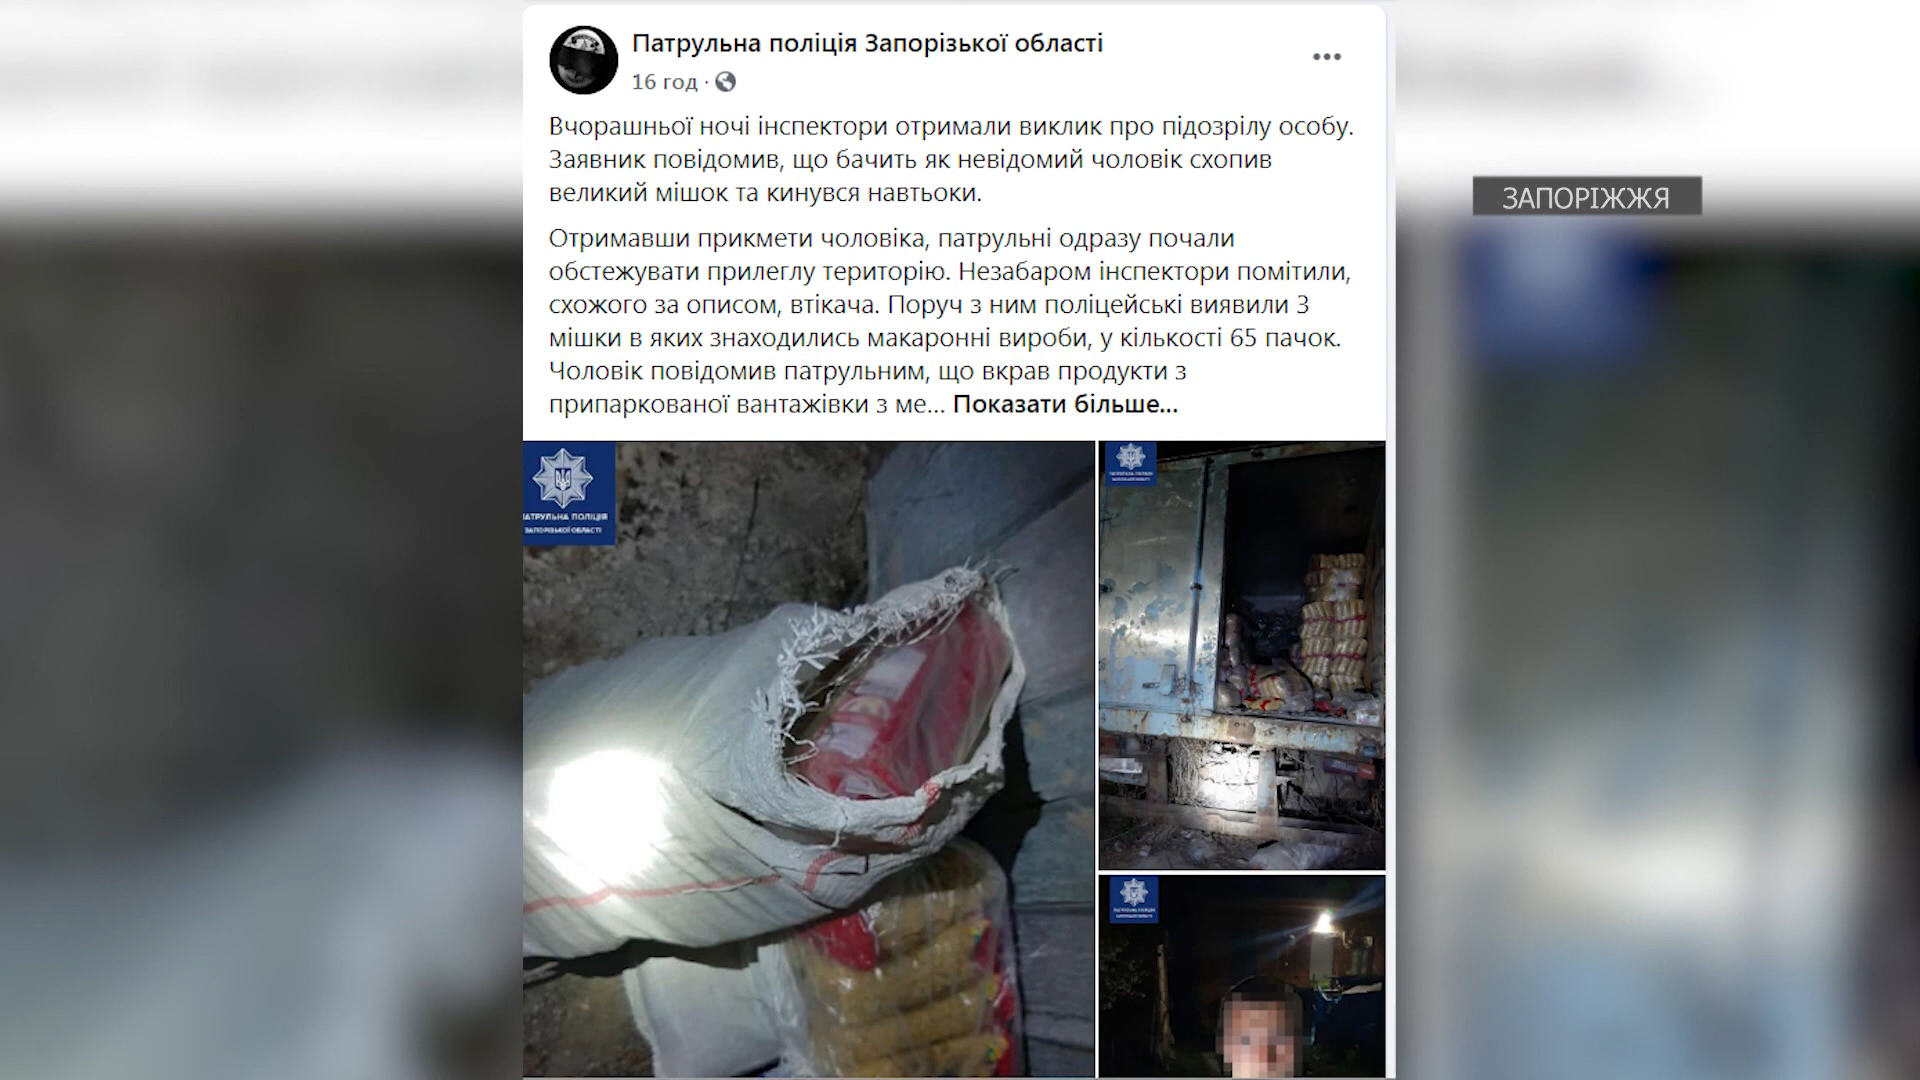 Патрульна поліція Запорізької області
16 год ·
Вчорашньої ночі інспектори отримали виклик про підозрілу особу.
Заявник повідомив, що бачить як невідомий чоловік схопив
великий мішок та кинувся навтьоки.
Отримавши прикмети чоловіка, патрульні одразу почали
обстежувати прилеглу територію. Незабаром інспектори помітили,
схожого за описом, втікача. Поруч з ним поліцейські виявили 3
мішки в яких знаходились макаронні вироби, у кількості 65 пачок.
Чоловік повідомив патрульним, що вкрав продукти з
припаркованої вантажівки з ме... Показати більше...
ЗАПОРІЖЖЯ
АТРУЛЬНА ПОЛІЦІЯ
ЗАПОРІЗЬКОЇ ОБЛАСТІ